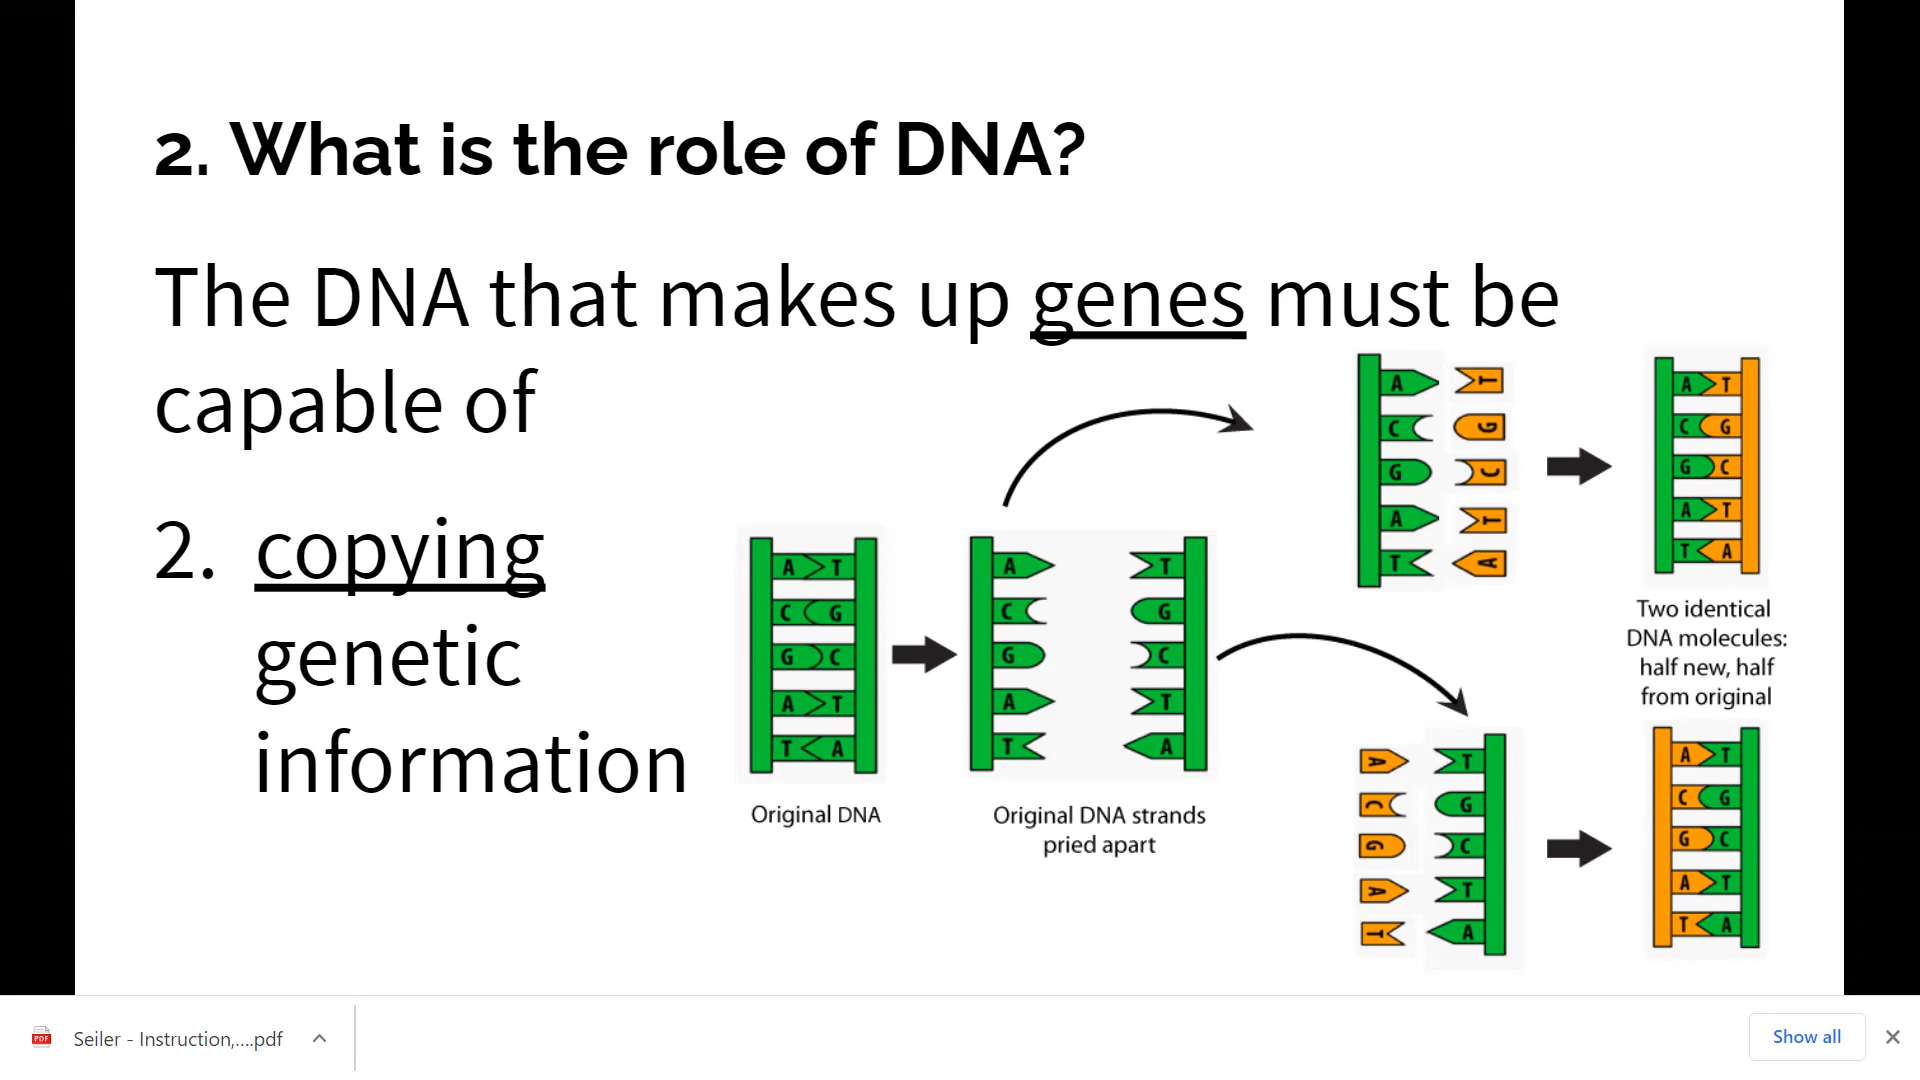 2. What is the role of DNA?
The DNA that makes up genes must be
capable of
2. copying
genetic
information
A T
C G
G C
A T
T A
Original DNA
A T
C G
G C
A T
T A
Original DNA strands
pried apart
A T
C G
G C
A T
T A
A T
C G
G C
A T
T A
Two identical
DNA molecules:
half new, half
from original
A T
C G
G C
A T
T A
A T
C G
G C
A T
T A
PDF
Seiler - Instruction,....pdf
Show all